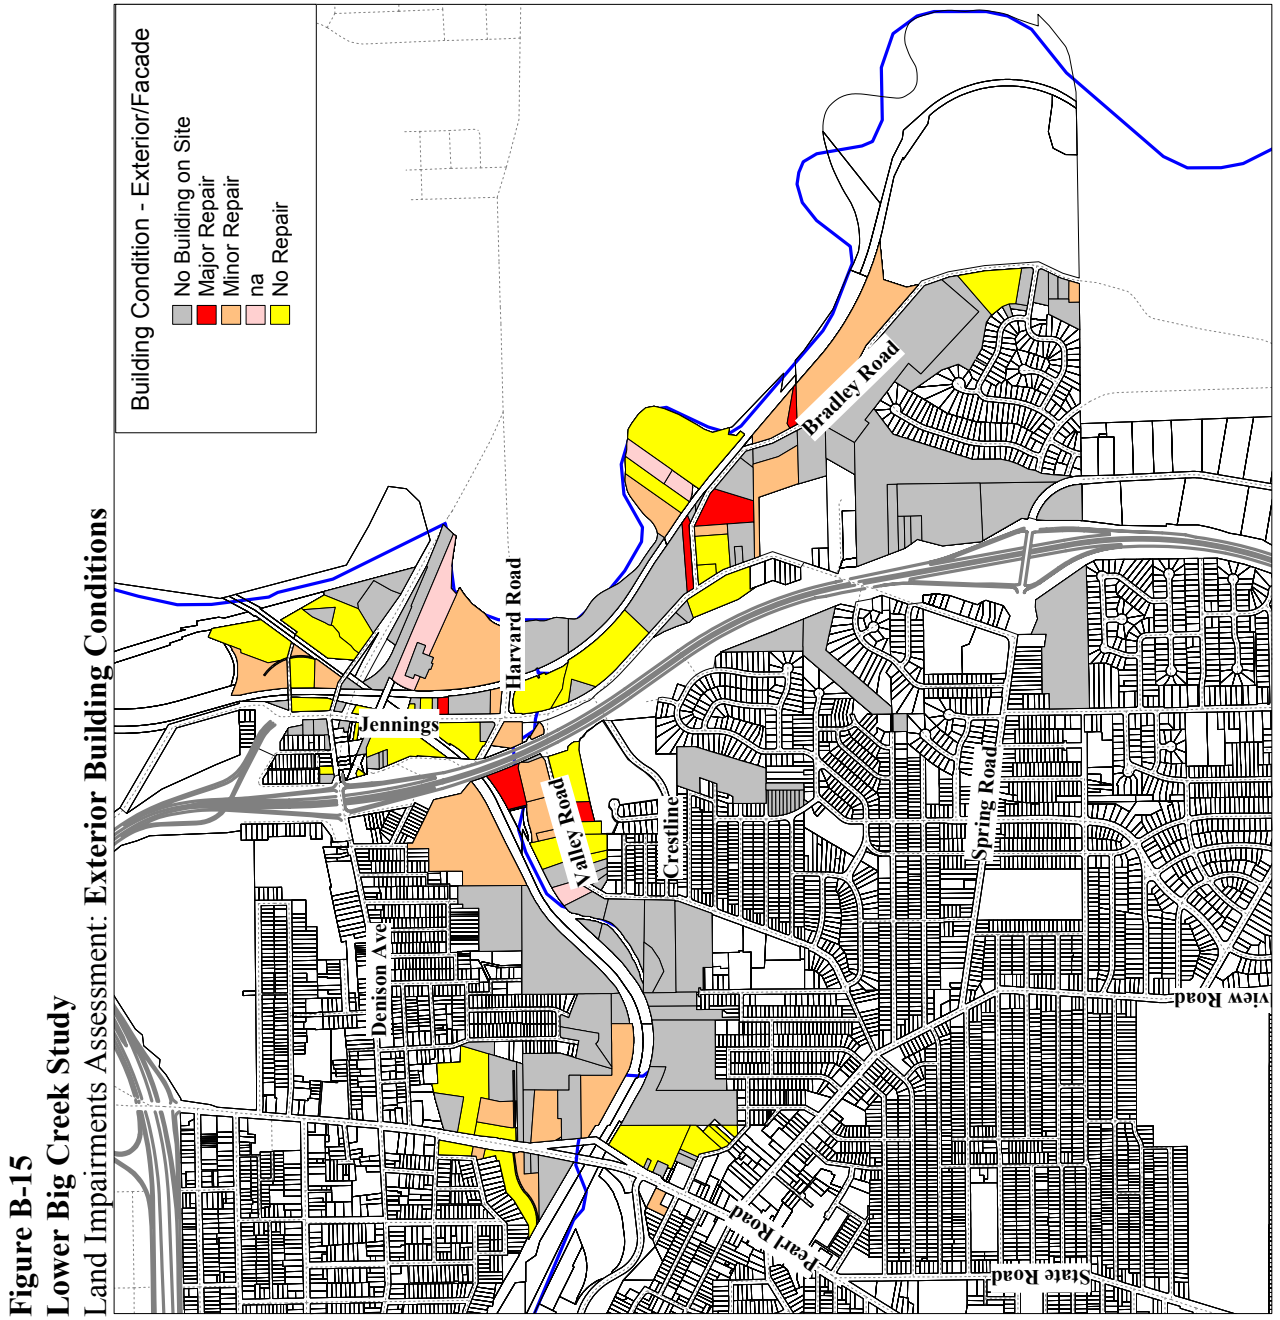 Figure B-15
Lower Big Creek Study
Land Impairments Assessment: Exterior Building Conditions
Building Condition - Exterior/Facade
No Building on Site
Major Repair
Minor Repair
na
No Repair
Harvard Road
Jennings
Bradley Road
Valley Road
Crestline
Denison Ave
Spring Road
view Road
Pearl Road
State Road